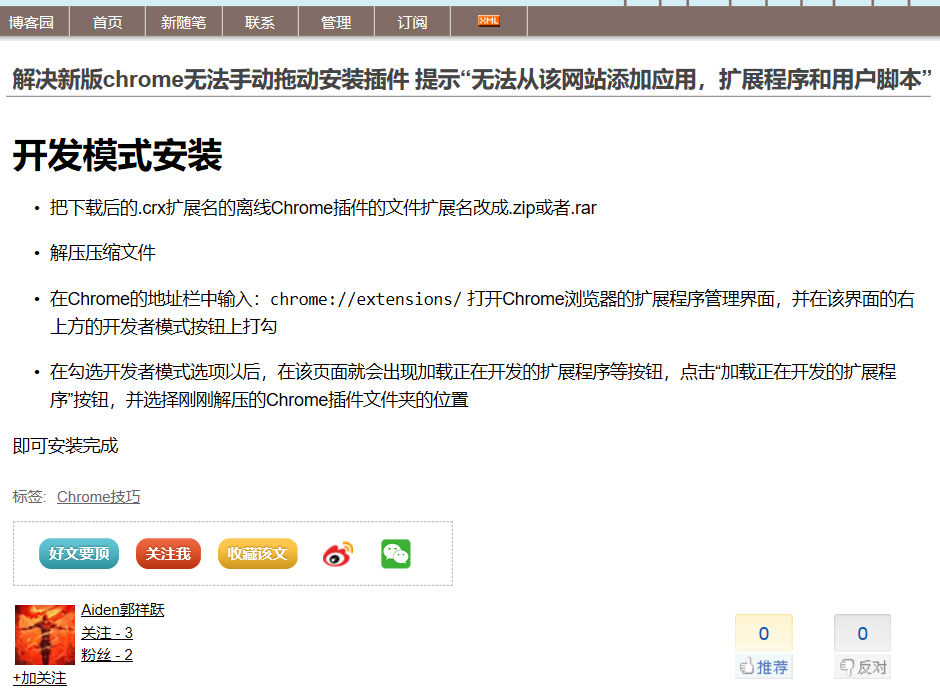 博客园 首页 新随笔 联系 管理 订阅 XML
解决新版chrome无法手动拖动安装插件 提示“无法从该网站添加应用，扩展程序和用户脚本”
开发模式安装
• 把下载后的.crx扩展名的离线Chrome插件的文件扩展名改成.zip或者.rar
• 解压压缩文件
• 在Chrome的地址栏中输入：chrome://extensions/ 打开Chrome浏览器的扩展程序管理界面，并在该界面的右
上方的开发者模式按钮上打勾
• 在勾选开发者模式选项以后，在该页面就会出现加载正在开发的扩展程序等按钮，点击“加载正在开发的扩展程
序”按钮，并选择刚刚解压的Chrome插件文件夹的位置
即可安装完成
标签: Chrome技巧
好文要顶 关注我 收藏该文
Aiden郭祥跃
关注 - 3
粉丝 - 2
+加关注
0 0
推荐 反对